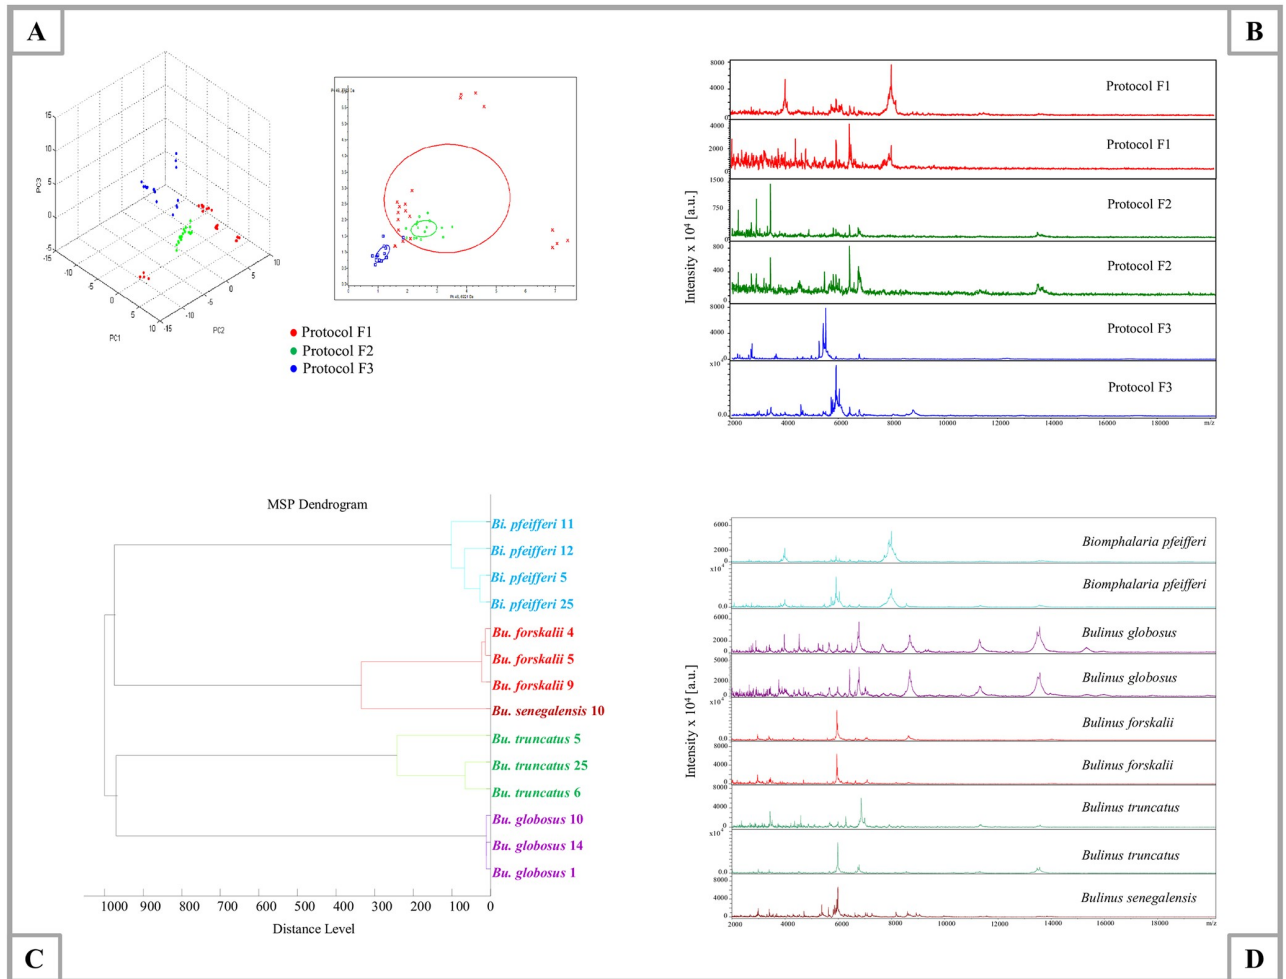 A
B
15
10
5
0
-5
-15
-10
-5
0
5
10
-15
-10
-5
0
5
10
PC3
PC1
PC2
0
1
2
3
4
5
6
7
Protocol F1
Protocol F2
Protocol F3
8000
4000
0
Protocol F1
4000
2000
0
Protocol F1
1500
750
0
Protocol F2
800
400
0
Protocol F2
8000
4000
0
Protocol F3
x10⁴
0.0
Protocol F3
Intensity x 10⁴ [a.u.]
2000 4000 6000 8000 10000 12000 14000 16000 18000 m/z
MSP Dendrogram
Bi. pfeifferi 11
Bi. pfeifferi 12
Bi. pfeifferi 5
Bi. pfeifferi 25
Bu. forskalii 4
Bu. forskalii 5
Bu. forskalii 9
Bu. senegalensis 10
Bu. truncatus 5
Bu. truncatus 25
Bu. truncatus 6
Bu. globosus 10
Bu. globosus 14
Bu. globosus 1
1000 900 800 700 600 500 400 300 200 100 0
Distance Level
6000
2000
0
Biomphalaria pfeifferi
x10⁴
0.0
Biomphalaria pfeifferi
6000
2000
0
Bulinus globosus
5000
2000
0
Bulinus globosus
x10⁴
0.0
Bulinus forskalii
x10⁴
0
Bulinus forskalii
8000
4000
0
Bulinus truncatus
x10⁴
0.0
Bulinus truncatus
8000
4000
0
Bulinus senegalensis
Intensity x 10⁴ [a.u.]
2000 4000 6000 8000 10000 12000 14000 16000 18000 m/z
C
D